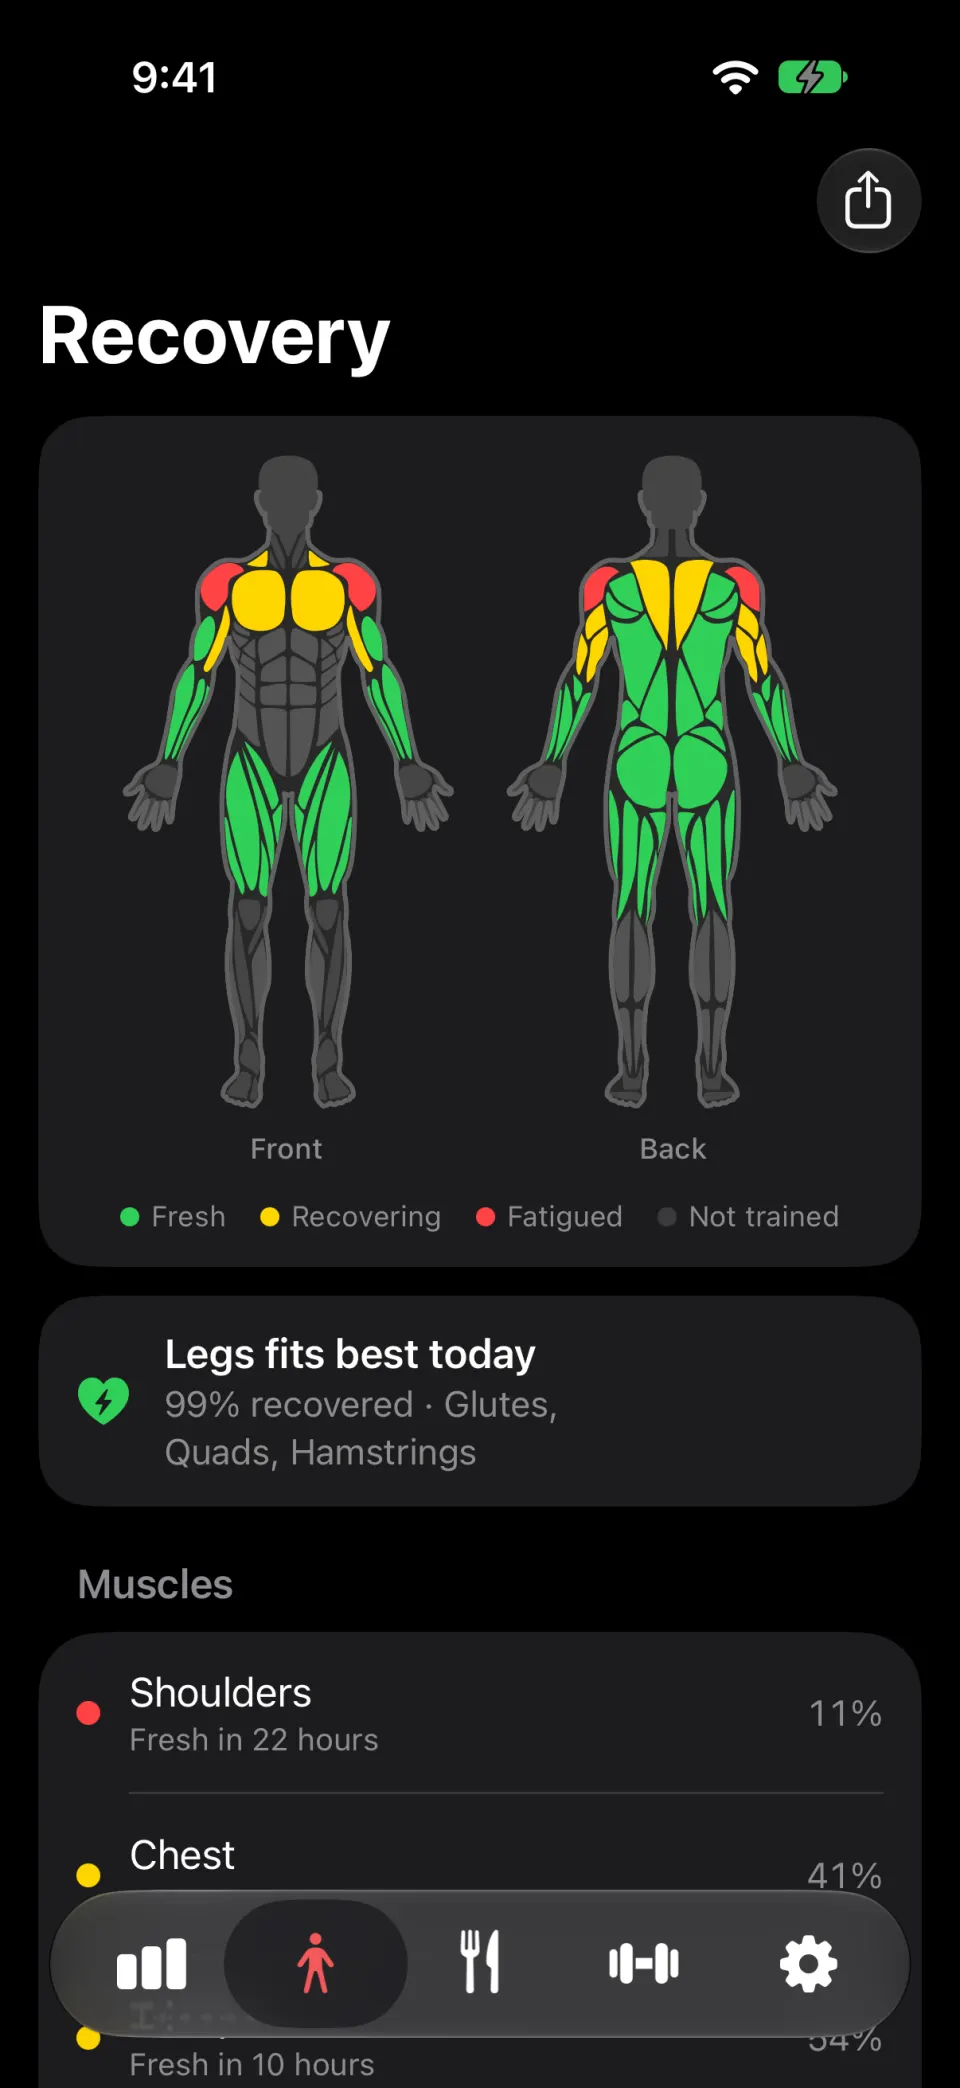 9:41
Recovery
Front
Back
Fresh
Recovering
Fatigued
Not trained
Legs fits best today
99% recovered · Glutes,
Quads, Hamstrings
Muscles
Shoulders
11%
Fresh in 22 hours
Chest
41%
54%
Fresh in 10 hours